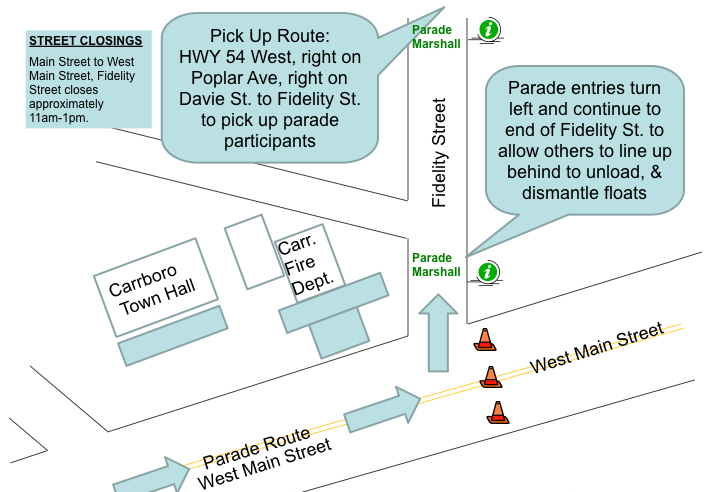 STREET CLOSINGS
Main Street to West
Main Street, Fidelity
Street closes
approximately
11am-1pm.
Pick Up Route:
HWY 54 West, right on
Poplar Ave, right on
Davie St. to Fidelity St.
to pick up parade
participants
Parade
Marshall
i
Fidelity Street
Parade entries turn
left and continue to
end of Fidelity St. to
allow others to line up
behind to unload, &
dismantle floats
Carrboro
Town Hall
Carr.
Fire
Dept.
Parade
Marshall
i
West Main Street
Parade Route
West Main Street